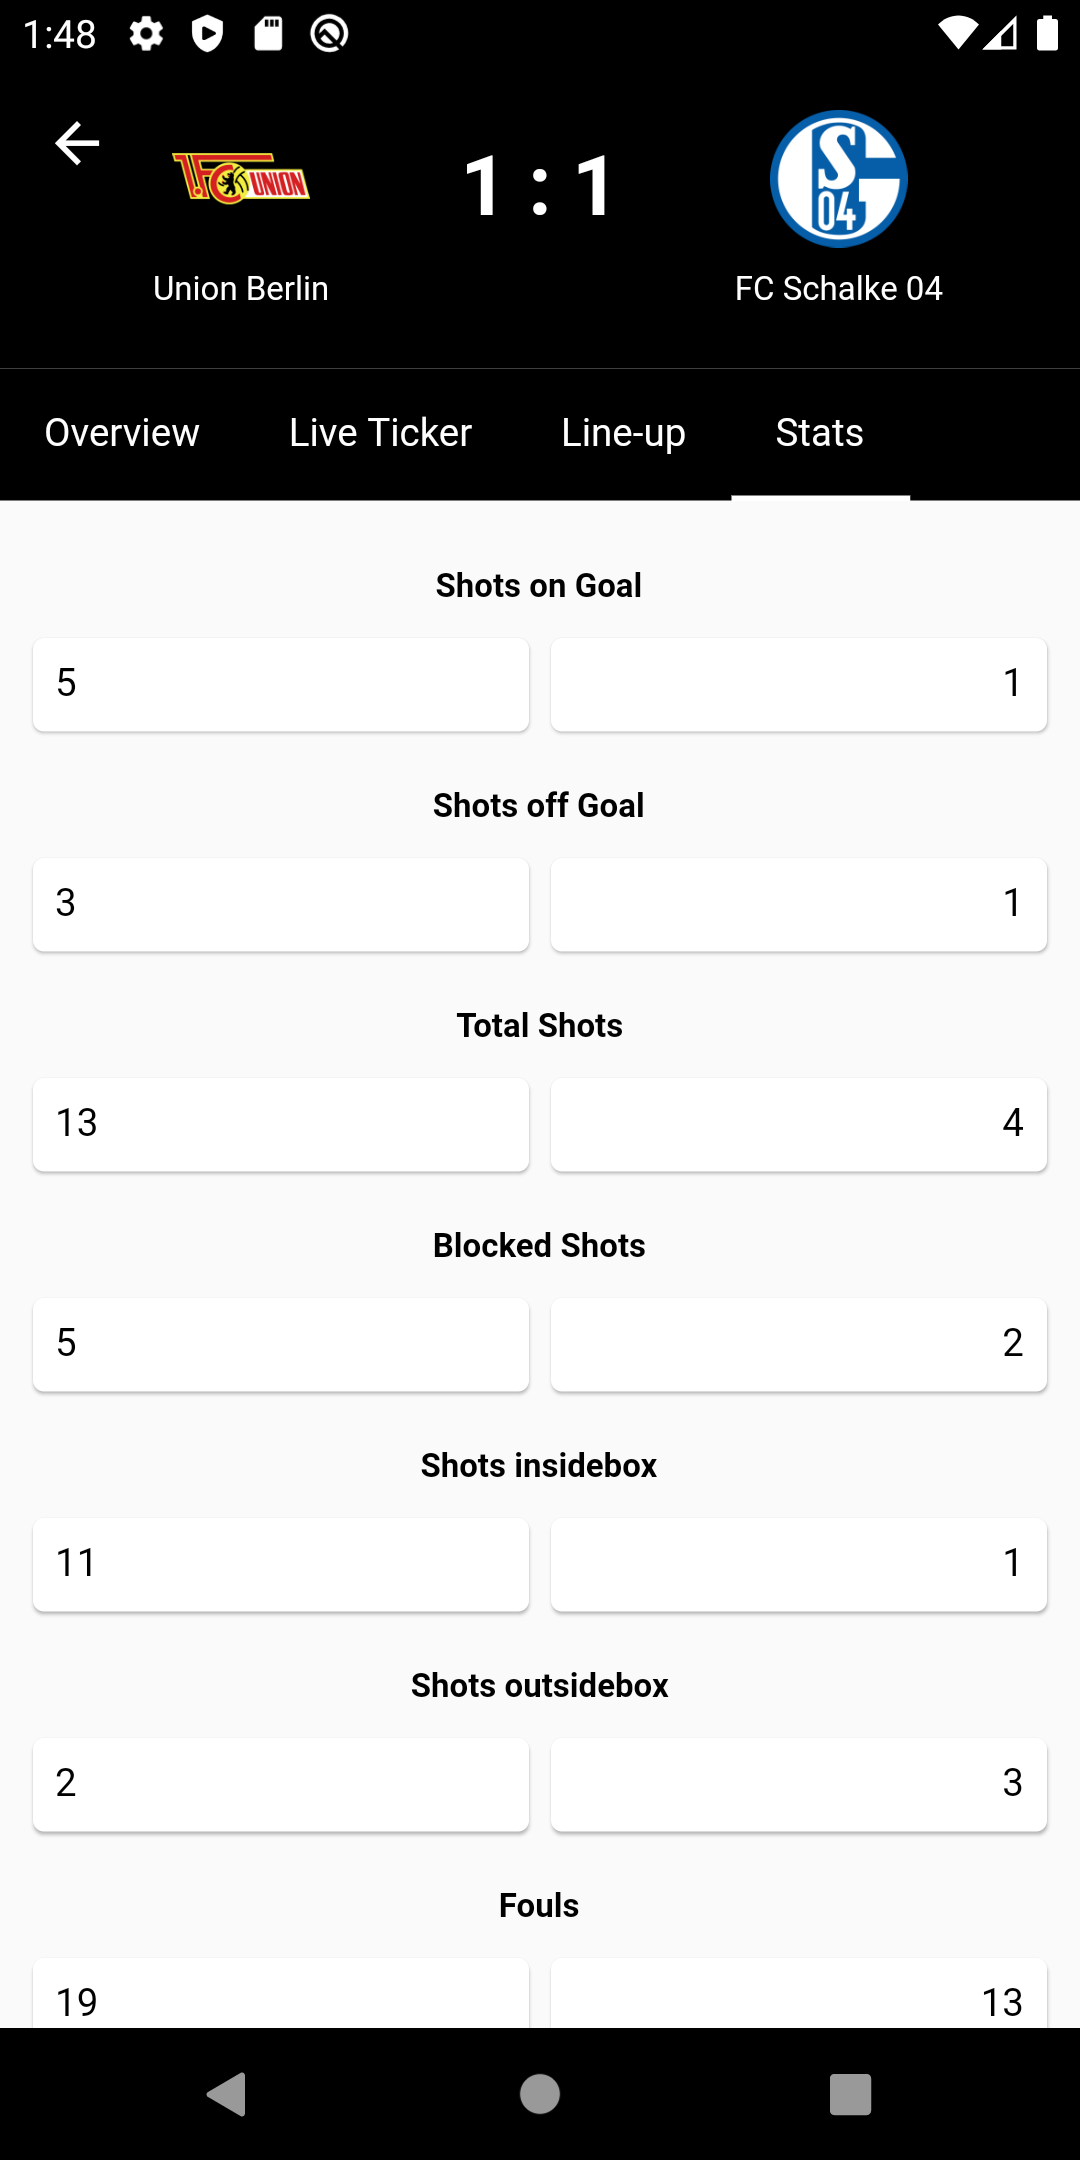 1:48
FC UNION
1 : 1
S 04
Union Berlin
FC Schalke 04
Overview Live Ticker Line-up Stats
Shots on Goal
5 1
Shots off Goal
3 1
Total Shots
13 4
Blocked Shots
5 2
Shots insidebox
11 1
Shots outsidebox
2 3
Fouls
19 13